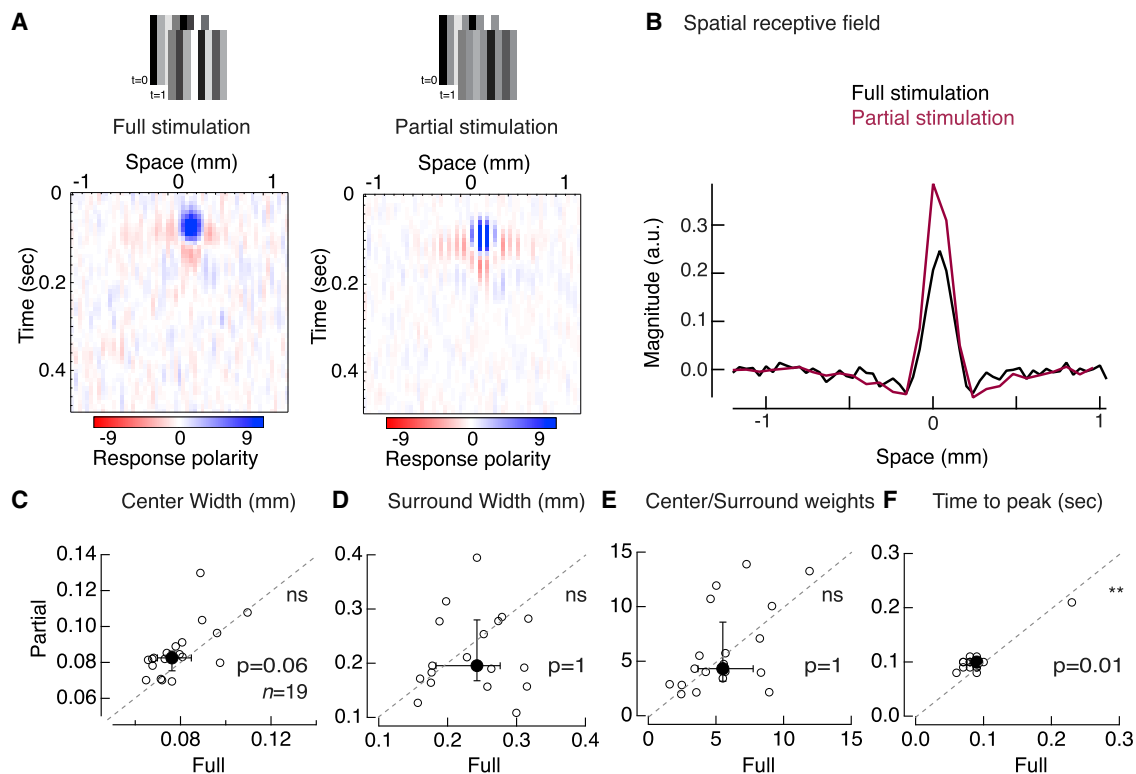 A
t=0
t=1
Full stimulation
t=0
t=1
Partial stimulation
B Spatial receptive field
Full stimulation
Partial stimulation
Space (mm)
-1 0 1
0
0.2
0.4
Time (sec)
-9 0 9
Response polarity
Space (mm)
-1 0 1
0
0.2
0.4
Time (sec)
-9 0 9
Response polarity
Magnitude (a.u.)
0.3
0.2
0.1
0.0
-1 0 1
Space (mm)
C Center Width (mm)
Partial
0.14
0.12
0.10
0.08
0.06
ns
p=0.06
n=19
0.08 0.12
Full
D Surround Width (mm)
0.4
0.3
0.2
0.1
ns
p=1
0.1 0.2 0.3 0.4
Full
E Center/Surround weights
15
10
5
0
ns
p=1
0 5 10 15
Full
F Time to peak (sec)
0.3
0.2
0.1
0.0
**
p=0.01
0.0 0.1 0.2 0.3
Full